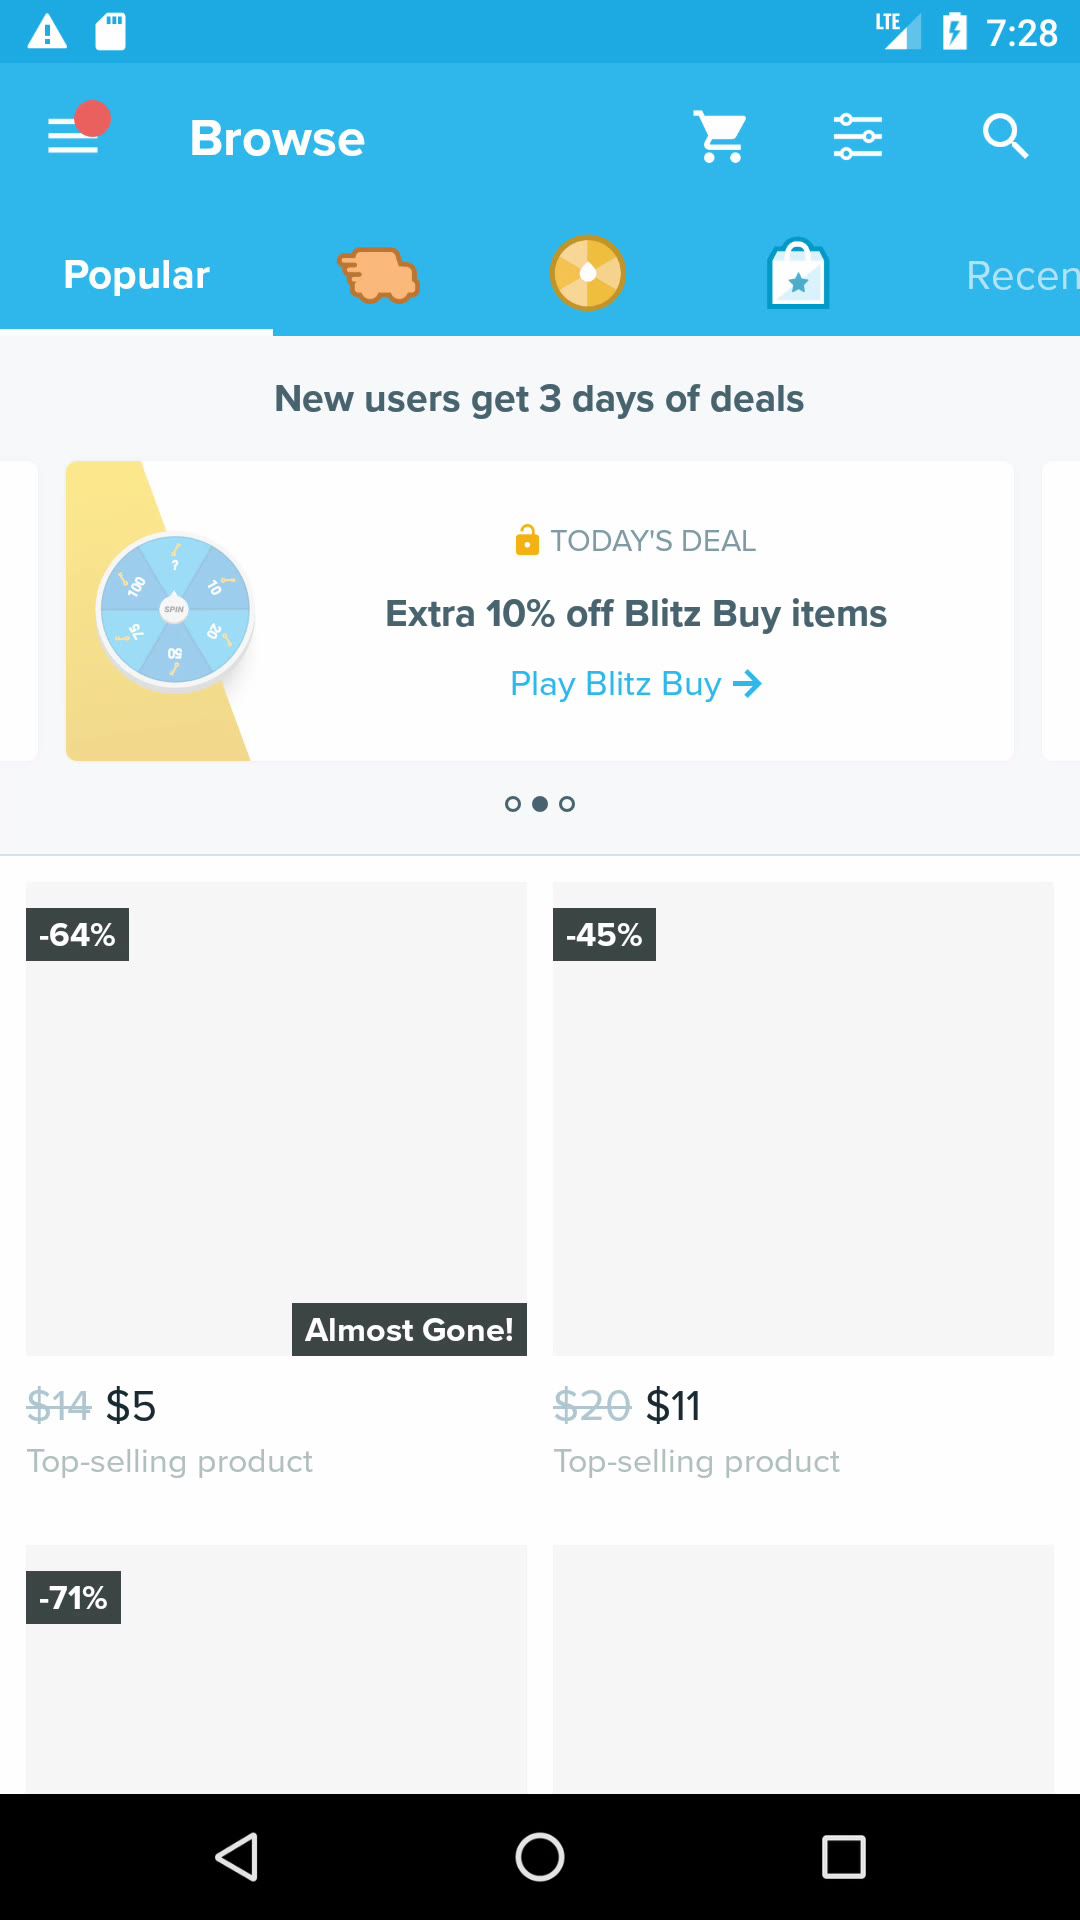 LTE 7:28
Browse
Popular
Recen
New users get 3 days of deals
TODAY'S DEAL
Extra 10% off Blitz Buy items
Play Blitz Buy
?
100
10
SPIN
75
20
50
-64%
-45%
Almost Gone!
$14 $5
$20 $11
Top-selling product
Top-selling product
-71%